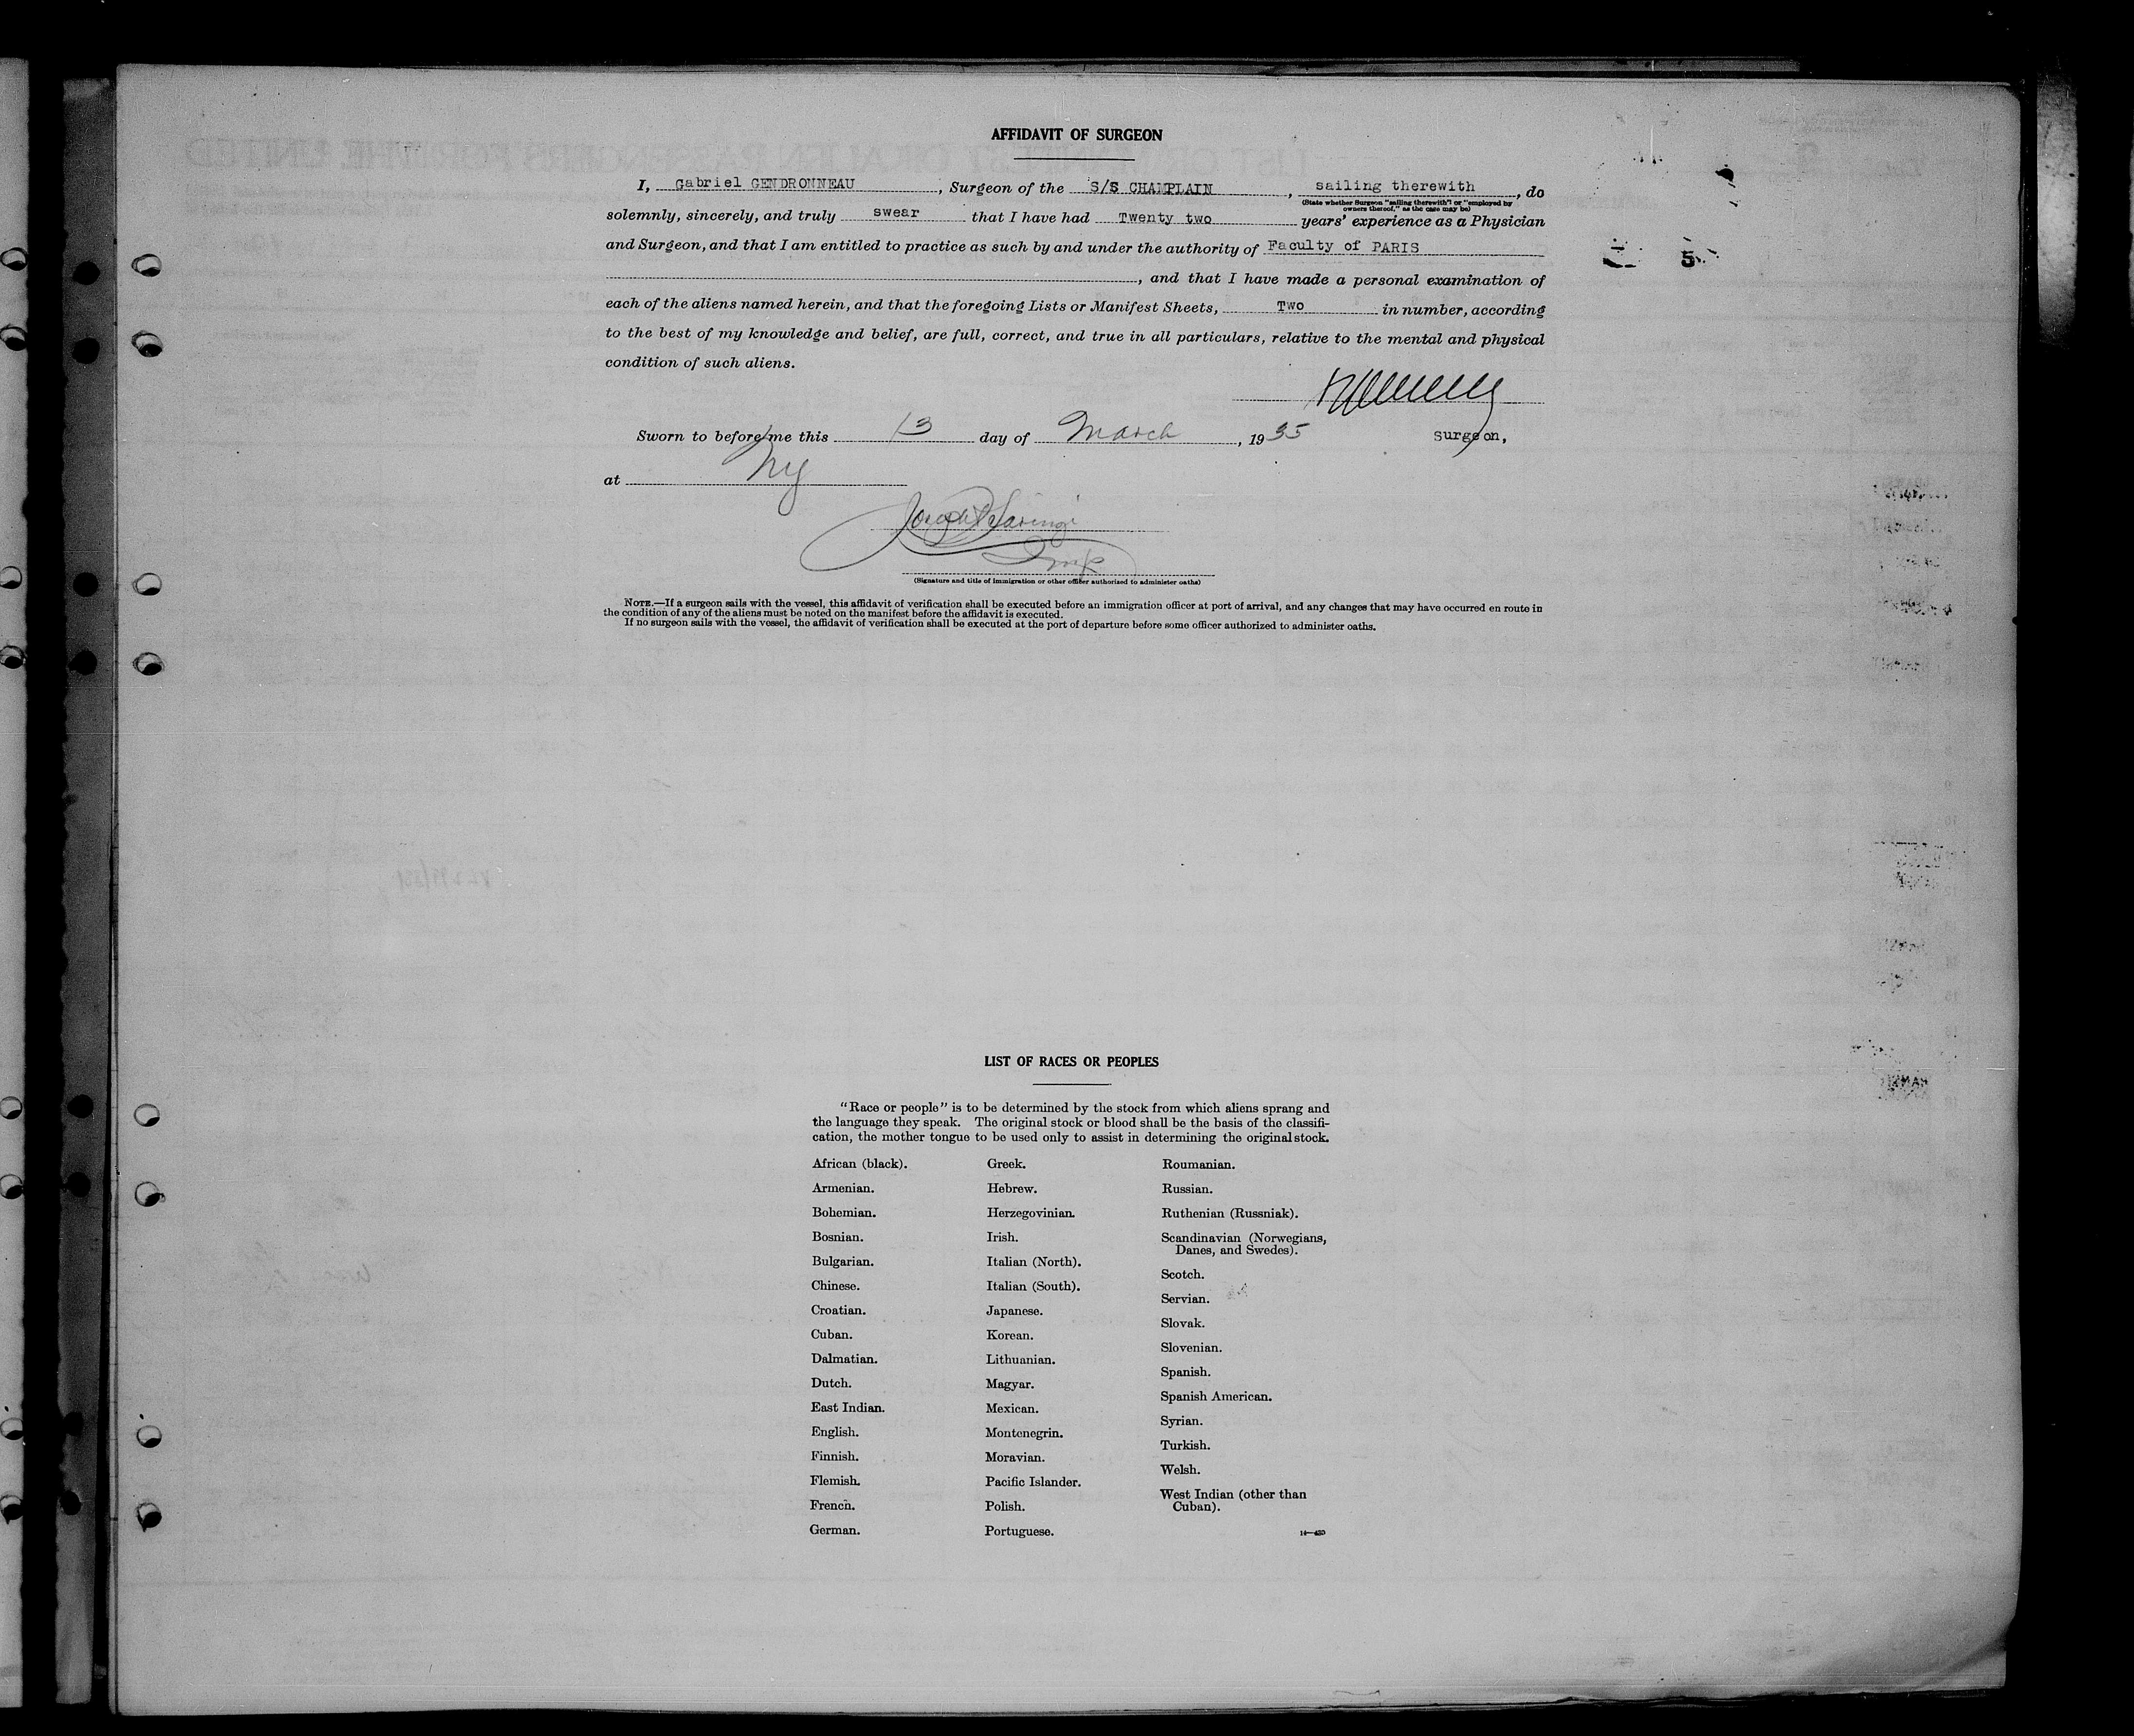 AFFIDAVIT OF SURGEON
I, Gabriel GENDRONNEAU, Surgeon of the S/S CHAMPLAIN, sailing therewith, do
(State whether Surgeon "sailing therewith" or "employed by
owners thereof," as the case may be)
solemnly, sincerely, and truly swear that I have had Twenty two years' experience as a Physician
and Surgeon, and that I am entitled to practice as such by and under the authority of Faculty of PARIS
, and that I have made a personal examination of
each of the aliens named herein, and that the foregoing Lists or Manifest Sheets, Two in number, according
to the best of my knowledge and belief, are full, correct, and true in all particulars, relative to the mental and physical
condition of such aliens.
Sworn to before me this 13 day of March, 1935 Surgeon,
at NY
Insp
(Signature and title of immigration or other officer authorized to administer oaths)
NOTE.—If a surgeon sails with the vessel, this affidavit of verification shall be executed before an immigration officer at port of arrival, and any changes that may have occurred en route in
the condition of any of the aliens must be noted on the manifest before the affidavit is executed.
If no surgeon sails with the vessel, the affidavit of verification shall be executed at the port of departure before some officer authorized to administer oaths.
5
LIST OF RACES OR PEOPLES
"Race or people" is to be determined by the stock from which aliens sprang and
the language they speak. The original stock or blood shall be the basis of the classifi-
cation, the mother tongue to be used only to assist in determining the original stock.
African (black).
Armenian.
Bohemian.
Bosnian.
Bulgarian.
Chinese.
Croatian.
Cuban.
Dalmatian.
Dutch.
East Indian.
English.
Finnish.
Flemish.
French.
German.
Greek.
Hebrew.
Herzegovinian.
Irish.
Italian (North).
Italian (South).
Japanese.
Korean.
Lithuanian.
Magyar.
Mexican.
Montenegrin.
Moravian.
Pacific Islander.
Polish.
Portuguese.
Roumanian.
Russian.
Ruthenian (Russniak).
Scandinavian (Norwegians,
Danes, and Swedes).
Scotch.
Servian.
Slovak.
Slovenian.
Spanish.
Spanish American.
Syrian.
Turkish.
Welsh.
West Indian (other than
Cuban).